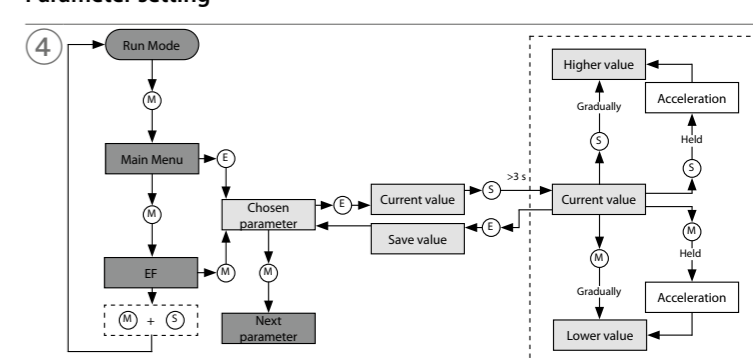 Parameter setting
4
Run Mode
M
Main Menu
E
M
EF
M
M + S
Chosen
parameter
M
Next
parameter
E
Current value
S
>3 s
Save value
E
Current value
Higher value
Gradually
S
Acceleration
Held
S
M
Gradually
Lower value
M
Held
Acceleration